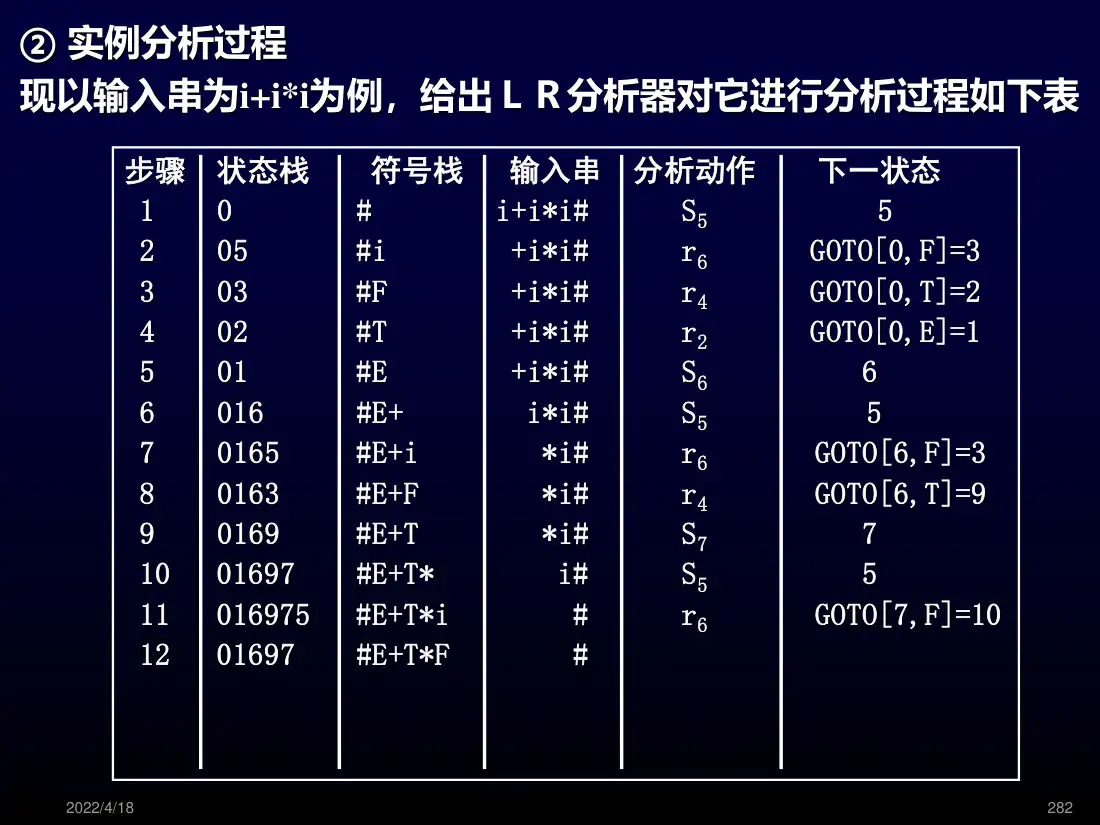 ② 实例分析过程
现以输入串为i+i*i为例，给出ＬＲ分析器对它进行分析过程如下表
步骤 状态栈 符号栈 输入串 分析动作 下一状态
1 0 # i+i*i# S5 5
2 05 #i +i*i# r6 GOTO[0,F]=3
3 03 #F +i*i# r4 GOTO[0,T]=2
4 02 #T +i*i# r2 GOTO[0,E]=1
5 01 #E +i*i# S6 6
6 016 #E+ i*i# S5 5
7 0165 #E+i *i# r6 GOTO[6,F]=3
8 0163 #E+F *i# r4 GOTO[6,T]=9
9 0169 #E+T *i# S7 7
10 01697 #E+T* i# S5 5
11 016975 #E+T*i # r6 GOTO[7,F]=10
12 01697 #E+T*F #
2022/4/18 282